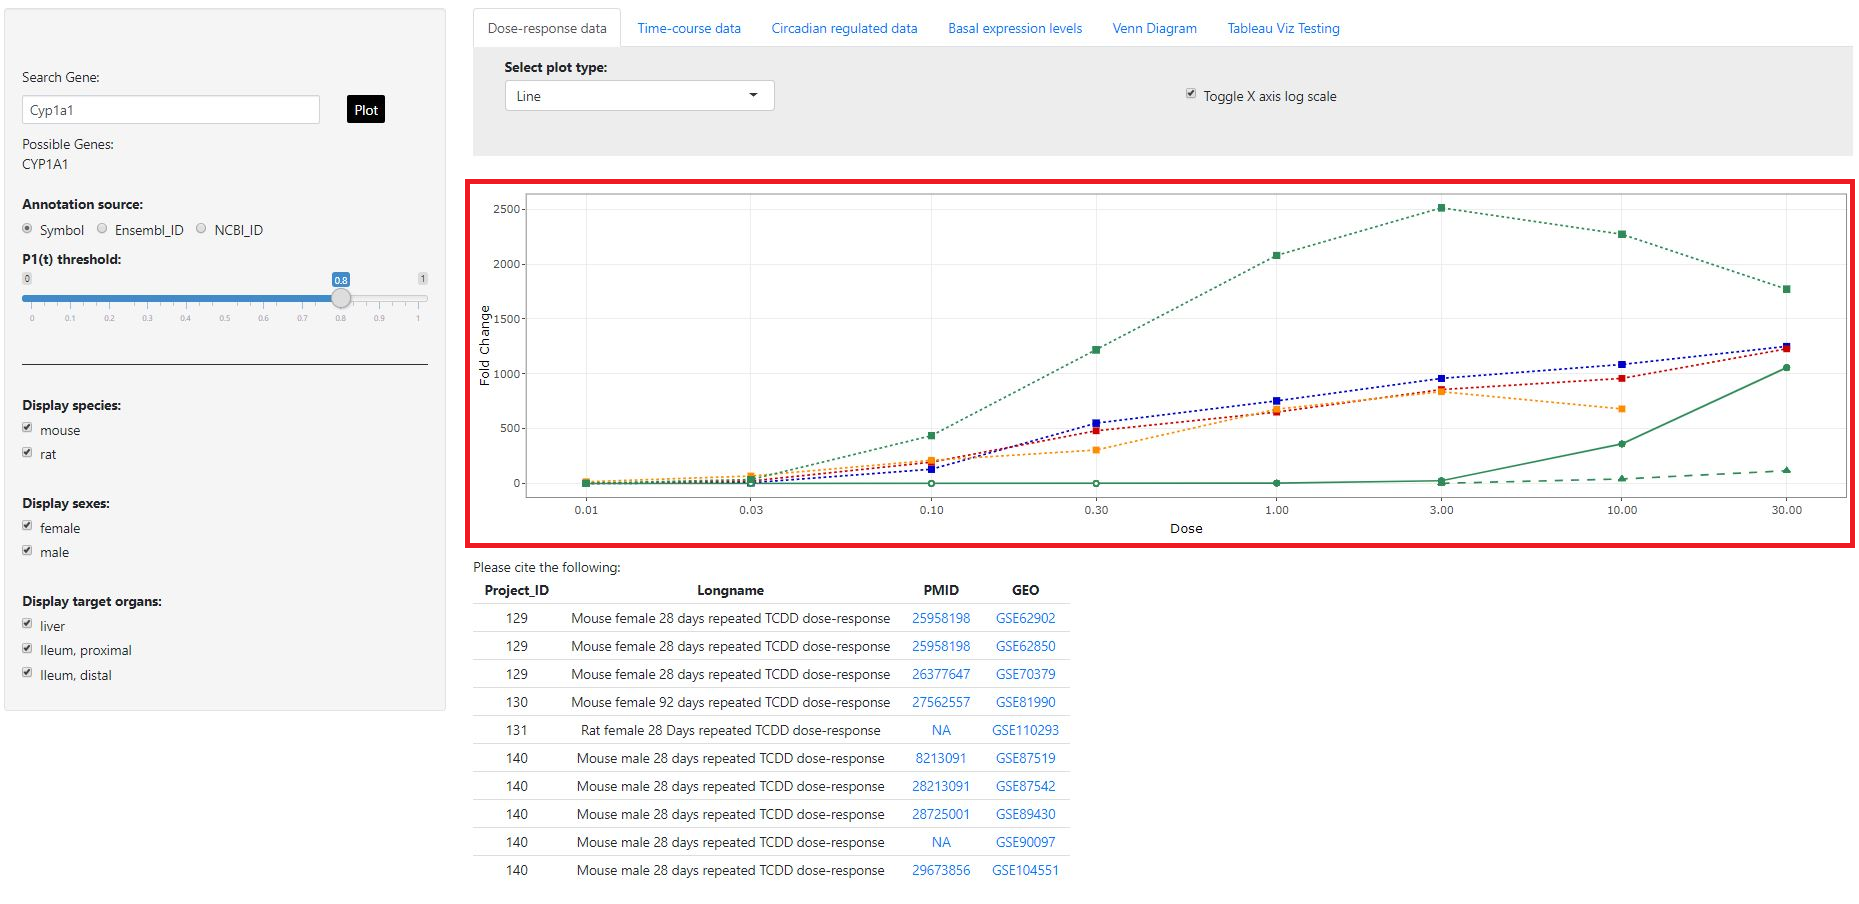 Search Gene:
Cyp1a1
Plot
Possible Genes:
CYP1A1
Annotation source:
Symbol Ensembl_ID NCBI_ID
P1(t) threshold:
0 0.8 1
0 0.1 0.2 0.3 0.4 0.5 0.6 0.7 0.8 0.9 1
Display species:
mouse
rat
Display sexes:
female
male
Display target organs:
liver
Ileum, proximal
Ileum, distal
Dose-response data Time-course data Circadian regulated data Basal expression levels Venn Diagram Tableau Viz Testing
Select plot type:
Line
Toggle X axis log scale
Fold Change
2500
2000
1500
1000
500
0
0.01 0.03 0.10 0.30 1.00 3.00 10.00 30.00
Dose
Please cite the following:
Project_ID Longname PMID GEO
129 Mouse female 28 days repeated TCDD dose-response 25958198 GSE62902
129 Mouse female 28 days repeated TCDD dose-response 25958198 GSE62850
129 Mouse female 28 days repeated TCDD dose-response 26377647 GSE70379
130 Mouse female 92 days repeated TCDD dose-response 27562557 GSE81990
131 Rat female 28 Days repeated TCDD dose-response NA GSE110293
140 Mouse male 28 days repeated TCDD dose-response 8213091 GSE87519
140 Mouse male 28 days repeated TCDD dose-response 28213091 GSE87542
140 Mouse male 28 days repeated TCDD dose-response 28725001 GSE89430
140 Mouse male 28 days repeated TCDD dose-response NA GSE90097
140 Mouse male 28 days repeated TCDD dose-response 29673856 GSE104551